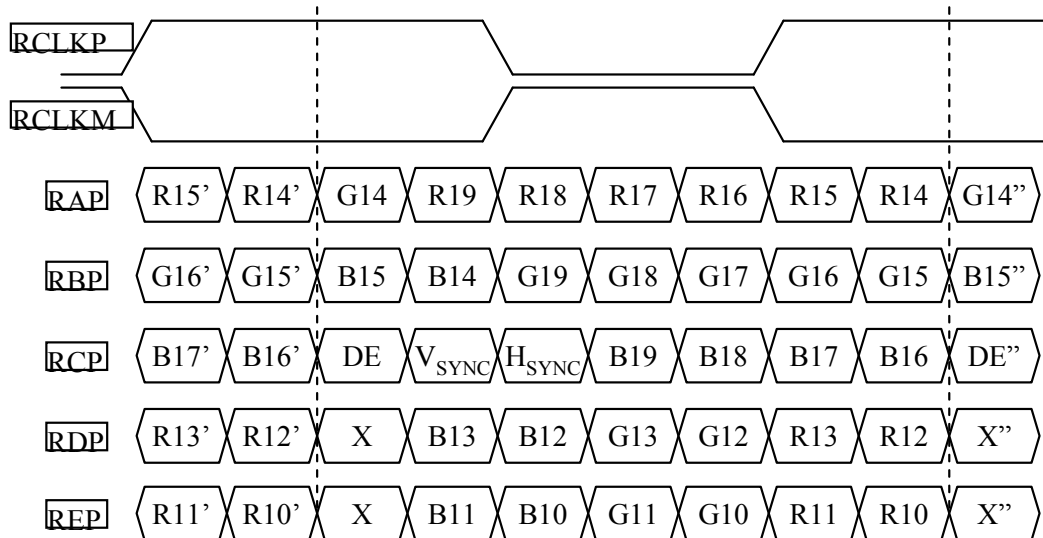 RCLKP
RCLKM
RAP R15’ R14’ G14 R19 R18 R17 R16 R15 R14 G14”
RBP G16’ G15’ B15 B14 G19 G18 G17 G16 G15 B15”
RCP B17’ B16’ DE VSYNC HSYNC B19 B18 B17 B16 DE”
RDP R13’ R12’ X B13 B12 G13 G12 R13 R12 X”
REP R11’ R10’ X B11 B10 G11 G10 R11 R10 X”